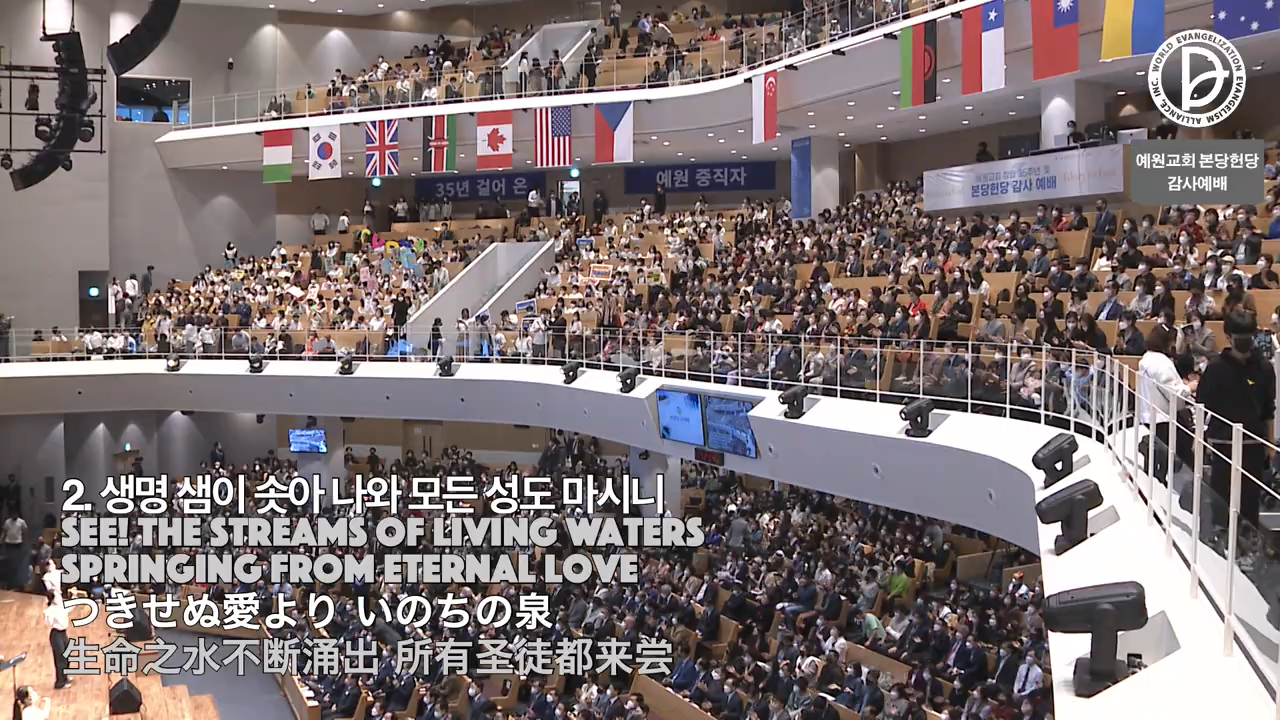 WORLD EVANGELIZATION EVANGELISM ALLIANCE INC.
예원교회 본당헌당
감사예배
35년 걸어 온
예원 중직자
본당헌당 감사 예배
2. 생명 샘이 솟아 나와 모든 성도 마시니
SEE! THE STREAMS OF LIVING WATERS
SPRINGING FROM ETERNAL LOVE
つきせぬ愛より いのちの泉
生命之水不断涌出 所有圣徒都来尝